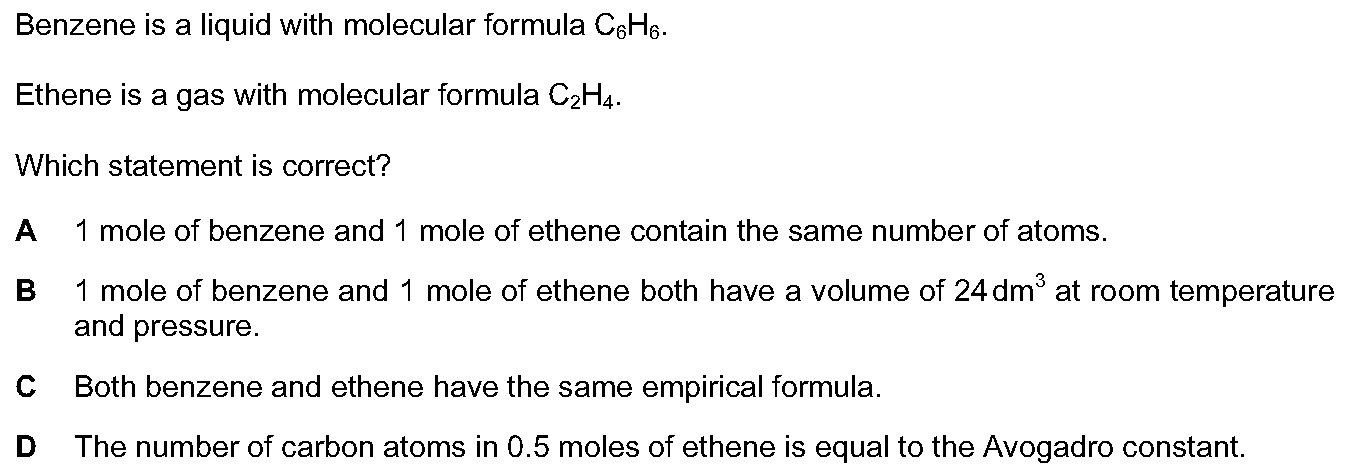 Benzene is a liquid with molecular formula C₆H₆.
Ethene is a gas with molecular formula C₂H₄.
Which statement is correct?
A 1 mole of benzene and 1 mole of ethene contain the same number of atoms.
B 1 mole of benzene and 1 mole of ethene both have a volume of 24 dm³ at room temperature
and pressure.
C Both benzene and ethene have the same empirical formula.
D The number of carbon atoms in 0.5 moles of ethene is equal to the Avogadro constant.